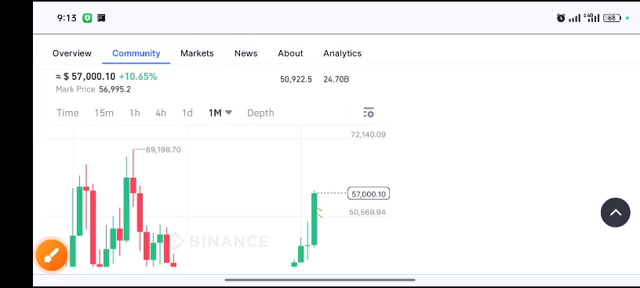 9:13
68
Overview Community Markets News About Analytics
≈ $ 57,000.10 +10.65% 50,922.5 24.70B
Mark Price 56,995.2
Time 15m 1h 4h 1d 1M Depth
72,140.09
69,198.70
57,000.10
50,569.94
BINANCE